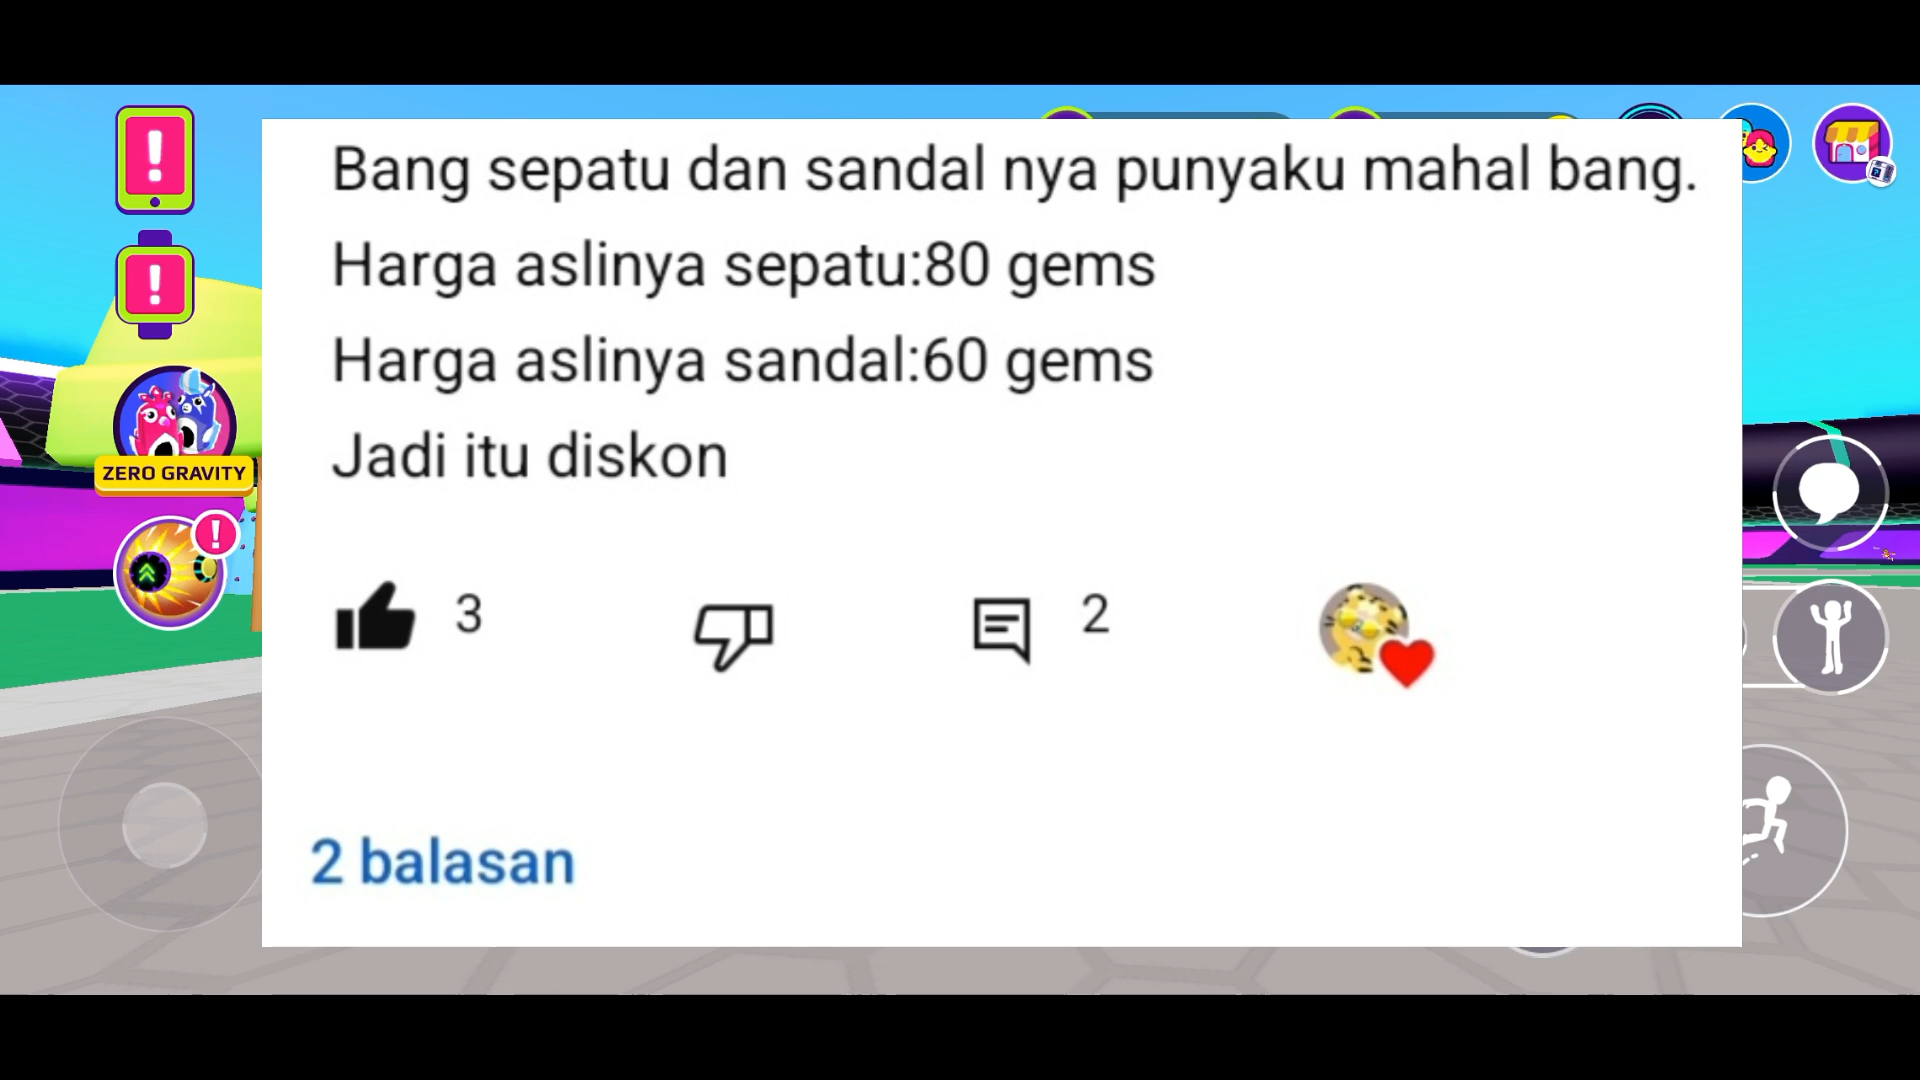 Bang sepatu dan sandal nya punyaku mahal bang.
Harga aslinya sepatu:80 gems
Harga aslinya sandal:60 gems
Jadi itu diskon
ZERO GRAVITY
3
2
2 balasan